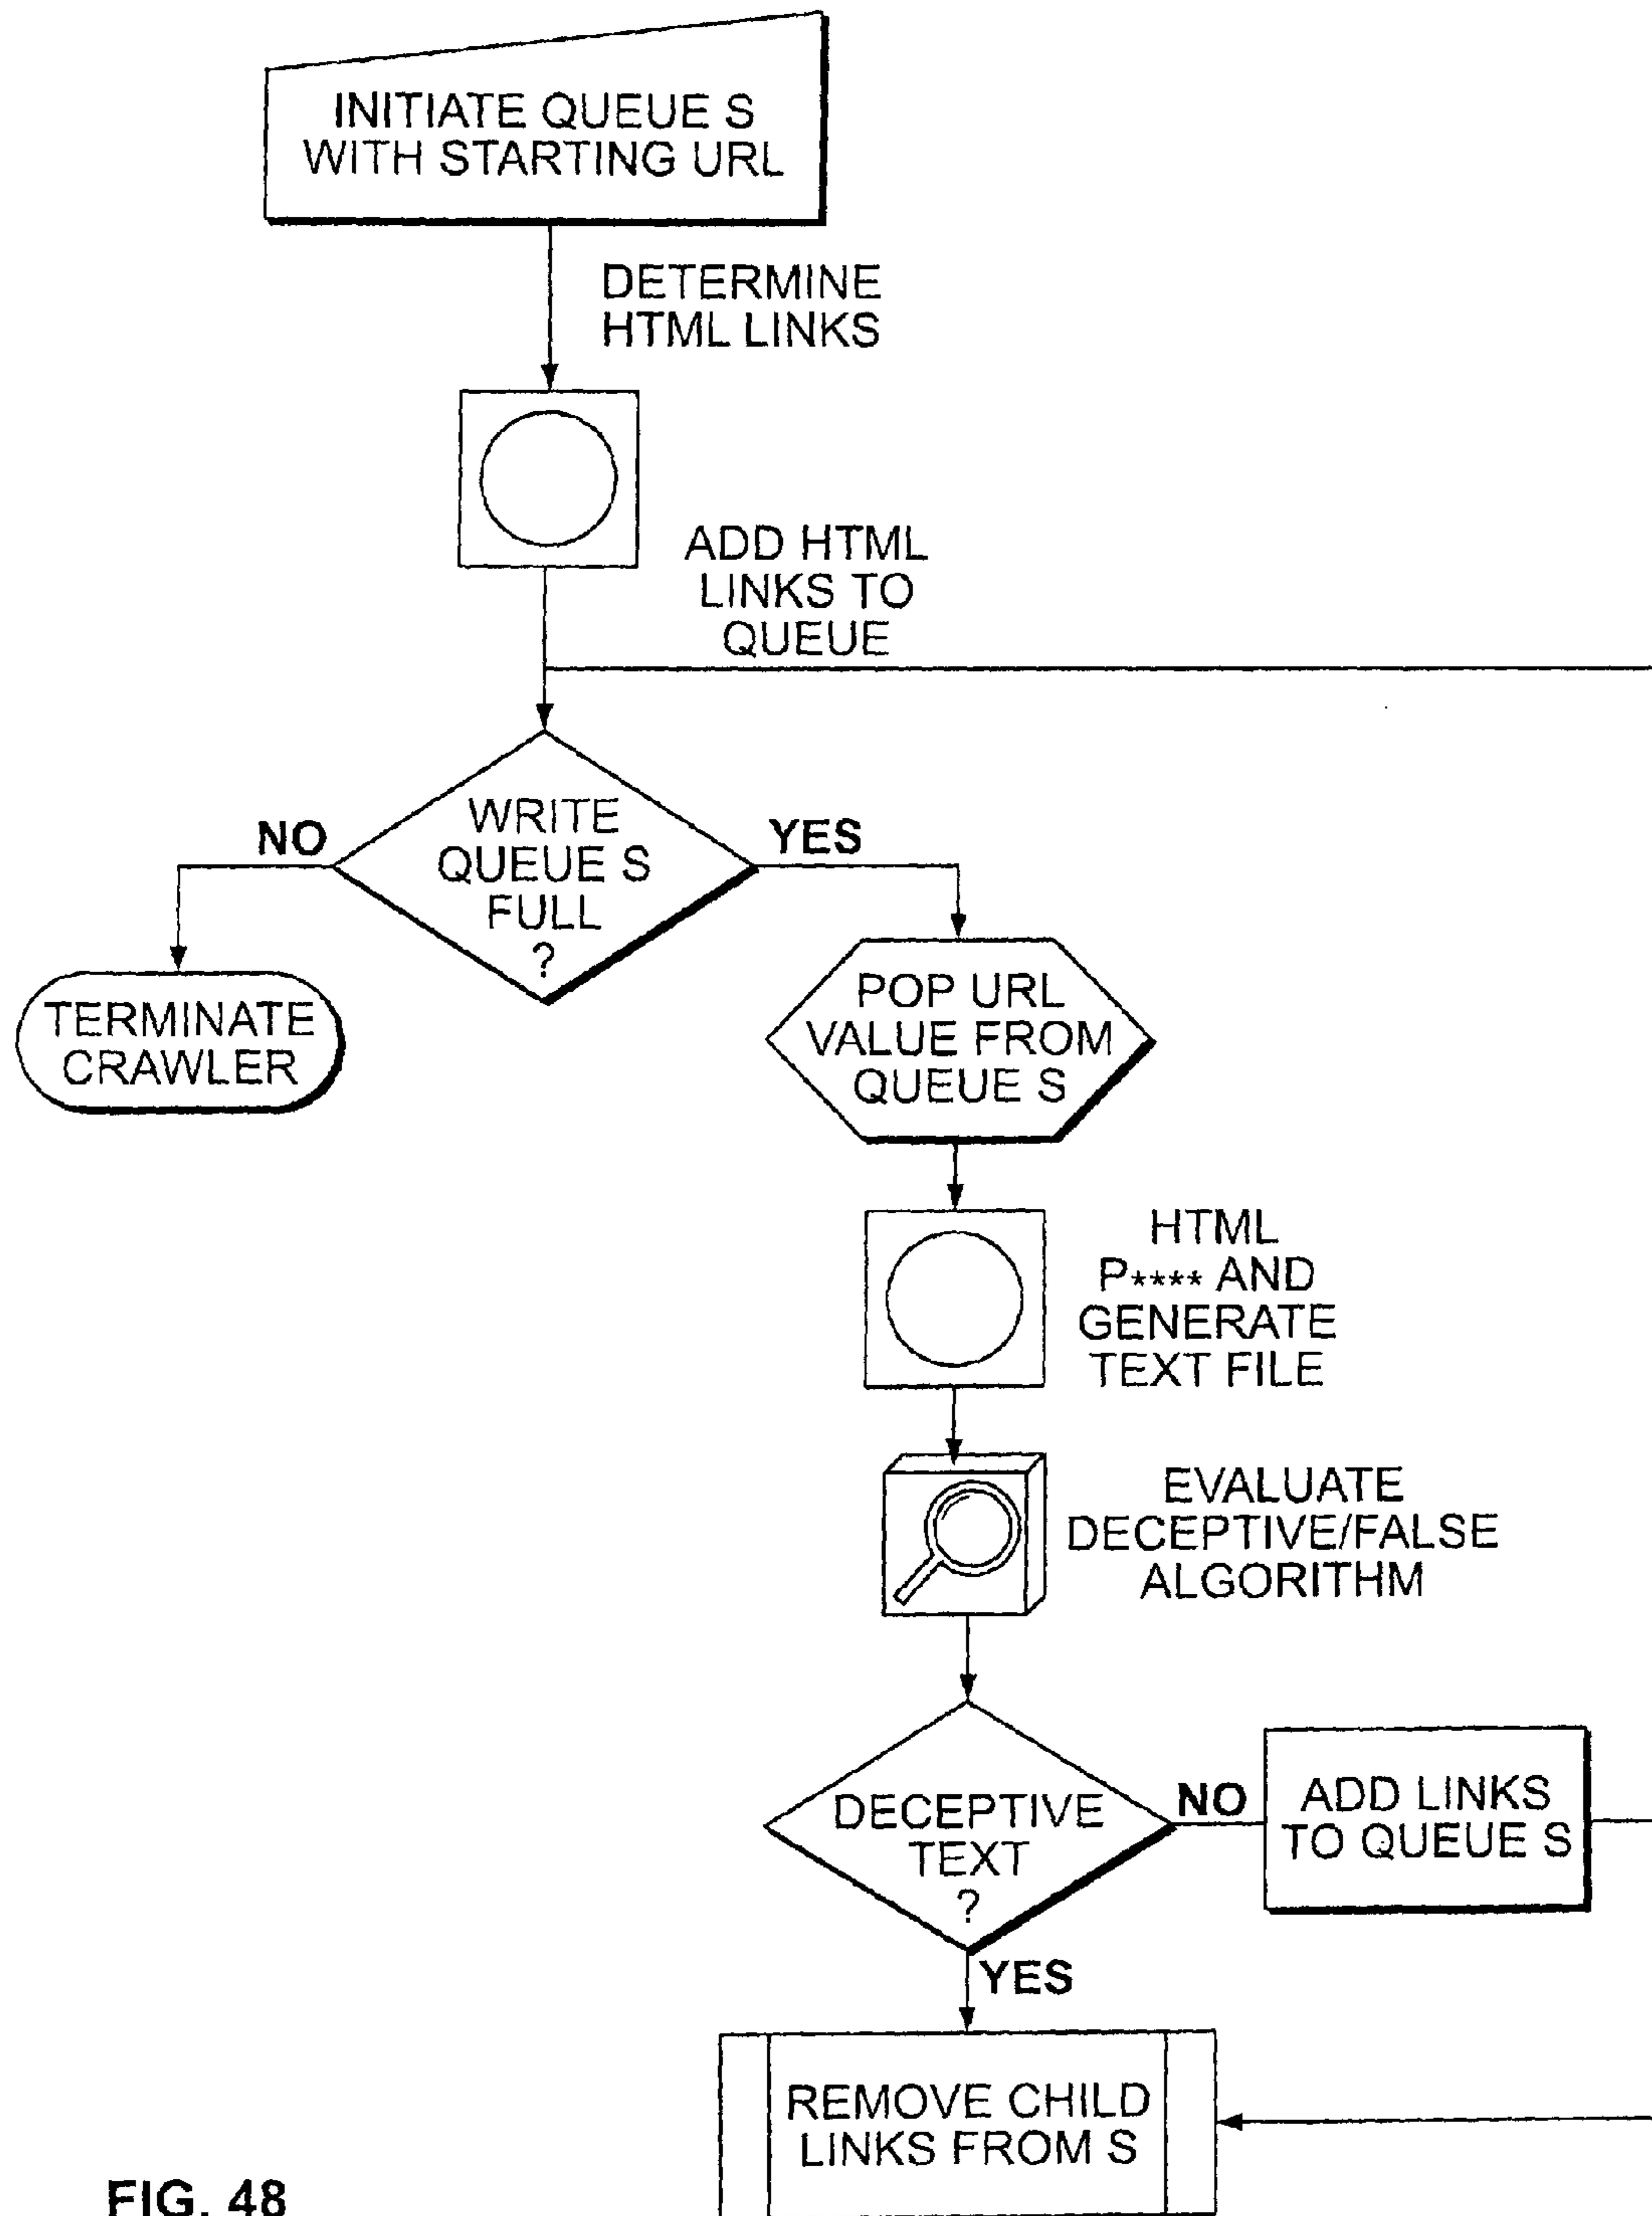 INITIATE QUEUE S
WITH STARTING URL
DETERMINE
HTML LINKS
ADD HTML
LINKS TO
QUEUE
WRITE
QUEUE S
FULL
?
NO
YES
TERMINATE
CRAWLER
POP URL
VALUE FROM
QUEUE S
HTML
P**** AND
GENERATE
TEXT FILE
EVALUATE
DECEPTIVE/FALSE
ALGORITHM
DECEPTIVE
TEXT
?
NO
ADD LINKS
TO QUEUE S
YES
REMOVE CHILD
LINKS FROM S
FIG. 48